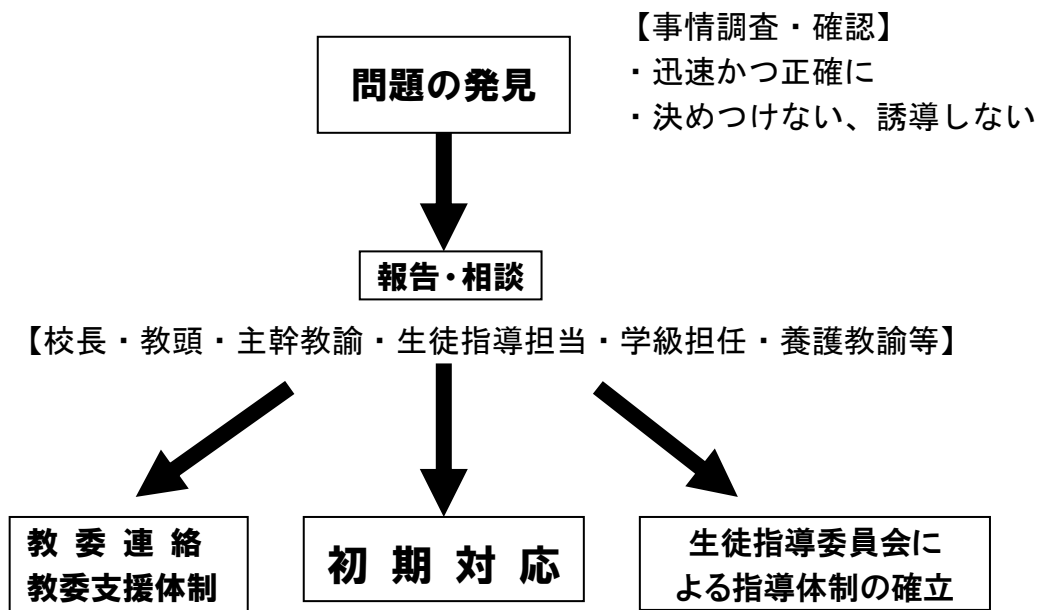 【事情調査・確認】
・迅速かつ正確に
・決めつけない、誘導しない
問題の発見
報告・相談
【校長・教頭・主幹教諭・生徒指導担当・学級担任・養護教諭等】
教委連絡
教委支援体制
初期対応
生徒指導委員会に
よる指導体制の確立